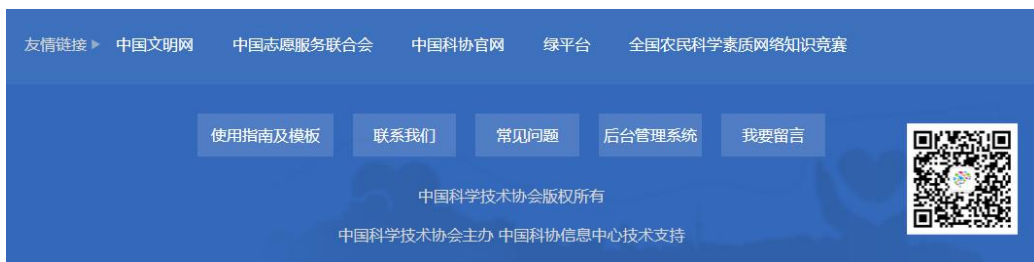 友情链接▶ 中国文明网 中国志愿服务联合会 中国科协官网 绿平台 全国农民科学素质网络知识竞赛
使用指南及模板 联系我们 常见问题 后台管理系统 我要留言
中国科学技术协会版权所有
中国科学技术协会主办 中国科协信息中心技术支持